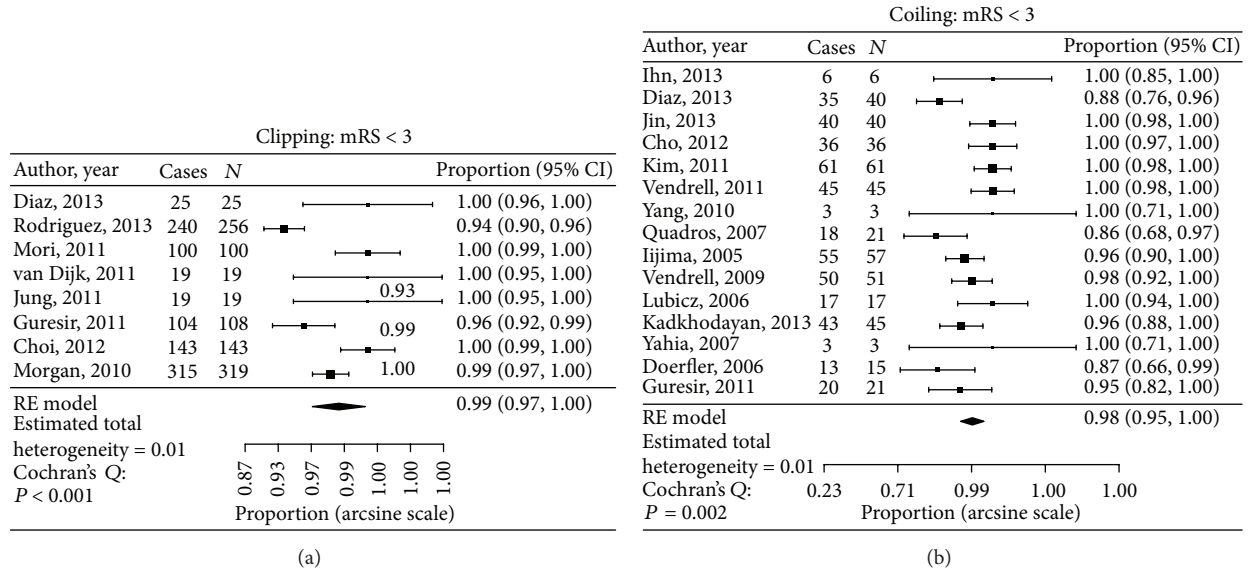 Clipping: mRS < 3
Author, year Cases N Proportion (95% CI)
Diaz, 2013 25 25 1.00 (0.96, 1.00)
Rodriguez, 2013 240 256 0.94 (0.90, 0.96)
Mori, 2011 100 100 1.00 (0.99, 1.00)
van Dijk, 2011 19 19 1.00 (0.95, 1.00)
0.93
Jung, 2011 19 19 1.00 (0.95, 1.00)
Guresir, 2011 104 108 0.96 (0.92, 0.99)
0.99
Choi, 2012 143 143 1.00 (0.99, 1.00)
Morgan, 2010 315 319 1.00 0.99 (0.97, 1.00)
RE model 0.99 (0.97, 1.00)
Estimated total
heterogeneity = 0.01
Cochran's Q:
P < 0.001
0.87 0.93 0.97 0.99 1.00 1.00 1.00
Proportion (arcsine scale)
(a)
Coiling: mRS < 3
Author, year Cases N Proportion (95% CI)
Ihn, 2013 6 6 1.00 (0.85, 1.00)
Diaz, 2013 35 40 0.88 (0.76, 0.96)
Jin, 2013 40 40 1.00 (0.98, 1.00)
Cho, 2012 36 36 1.00 (0.97, 1.00)
Kim, 2011 61 61 1.00 (0.98, 1.00)
Vendrell, 2011 45 45 1.00 (0.98, 1.00)
Yang, 2010 3 3 1.00 (0.71, 1.00)
Quadros, 2007 18 21 0.86 (0.68, 0.97)
Iijima, 2005 55 57 0.96 (0.90, 1.00)
Vendrell, 2009 50 51 0.98 (0.92, 1.00)
Lubicz, 2006 17 17 1.00 (0.94, 1.00)
Kadkhodayan, 2013 43 45 0.96 (0.88, 1.00)
Yahia, 2007 3 3 1.00 (0.71, 1.00)
Doerfler, 2006 13 15 0.87 (0.66, 0.99)
Guresir, 2011 20 21 0.95 (0.82, 1.00)
RE model 0.98 (0.95, 1.00)
Estimated total
heterogeneity = 0.01
Cochran's Q:
P = 0.002
0.23 0.71 0.99 1.00 1.00
Proportion (arcsine scale)
(b)